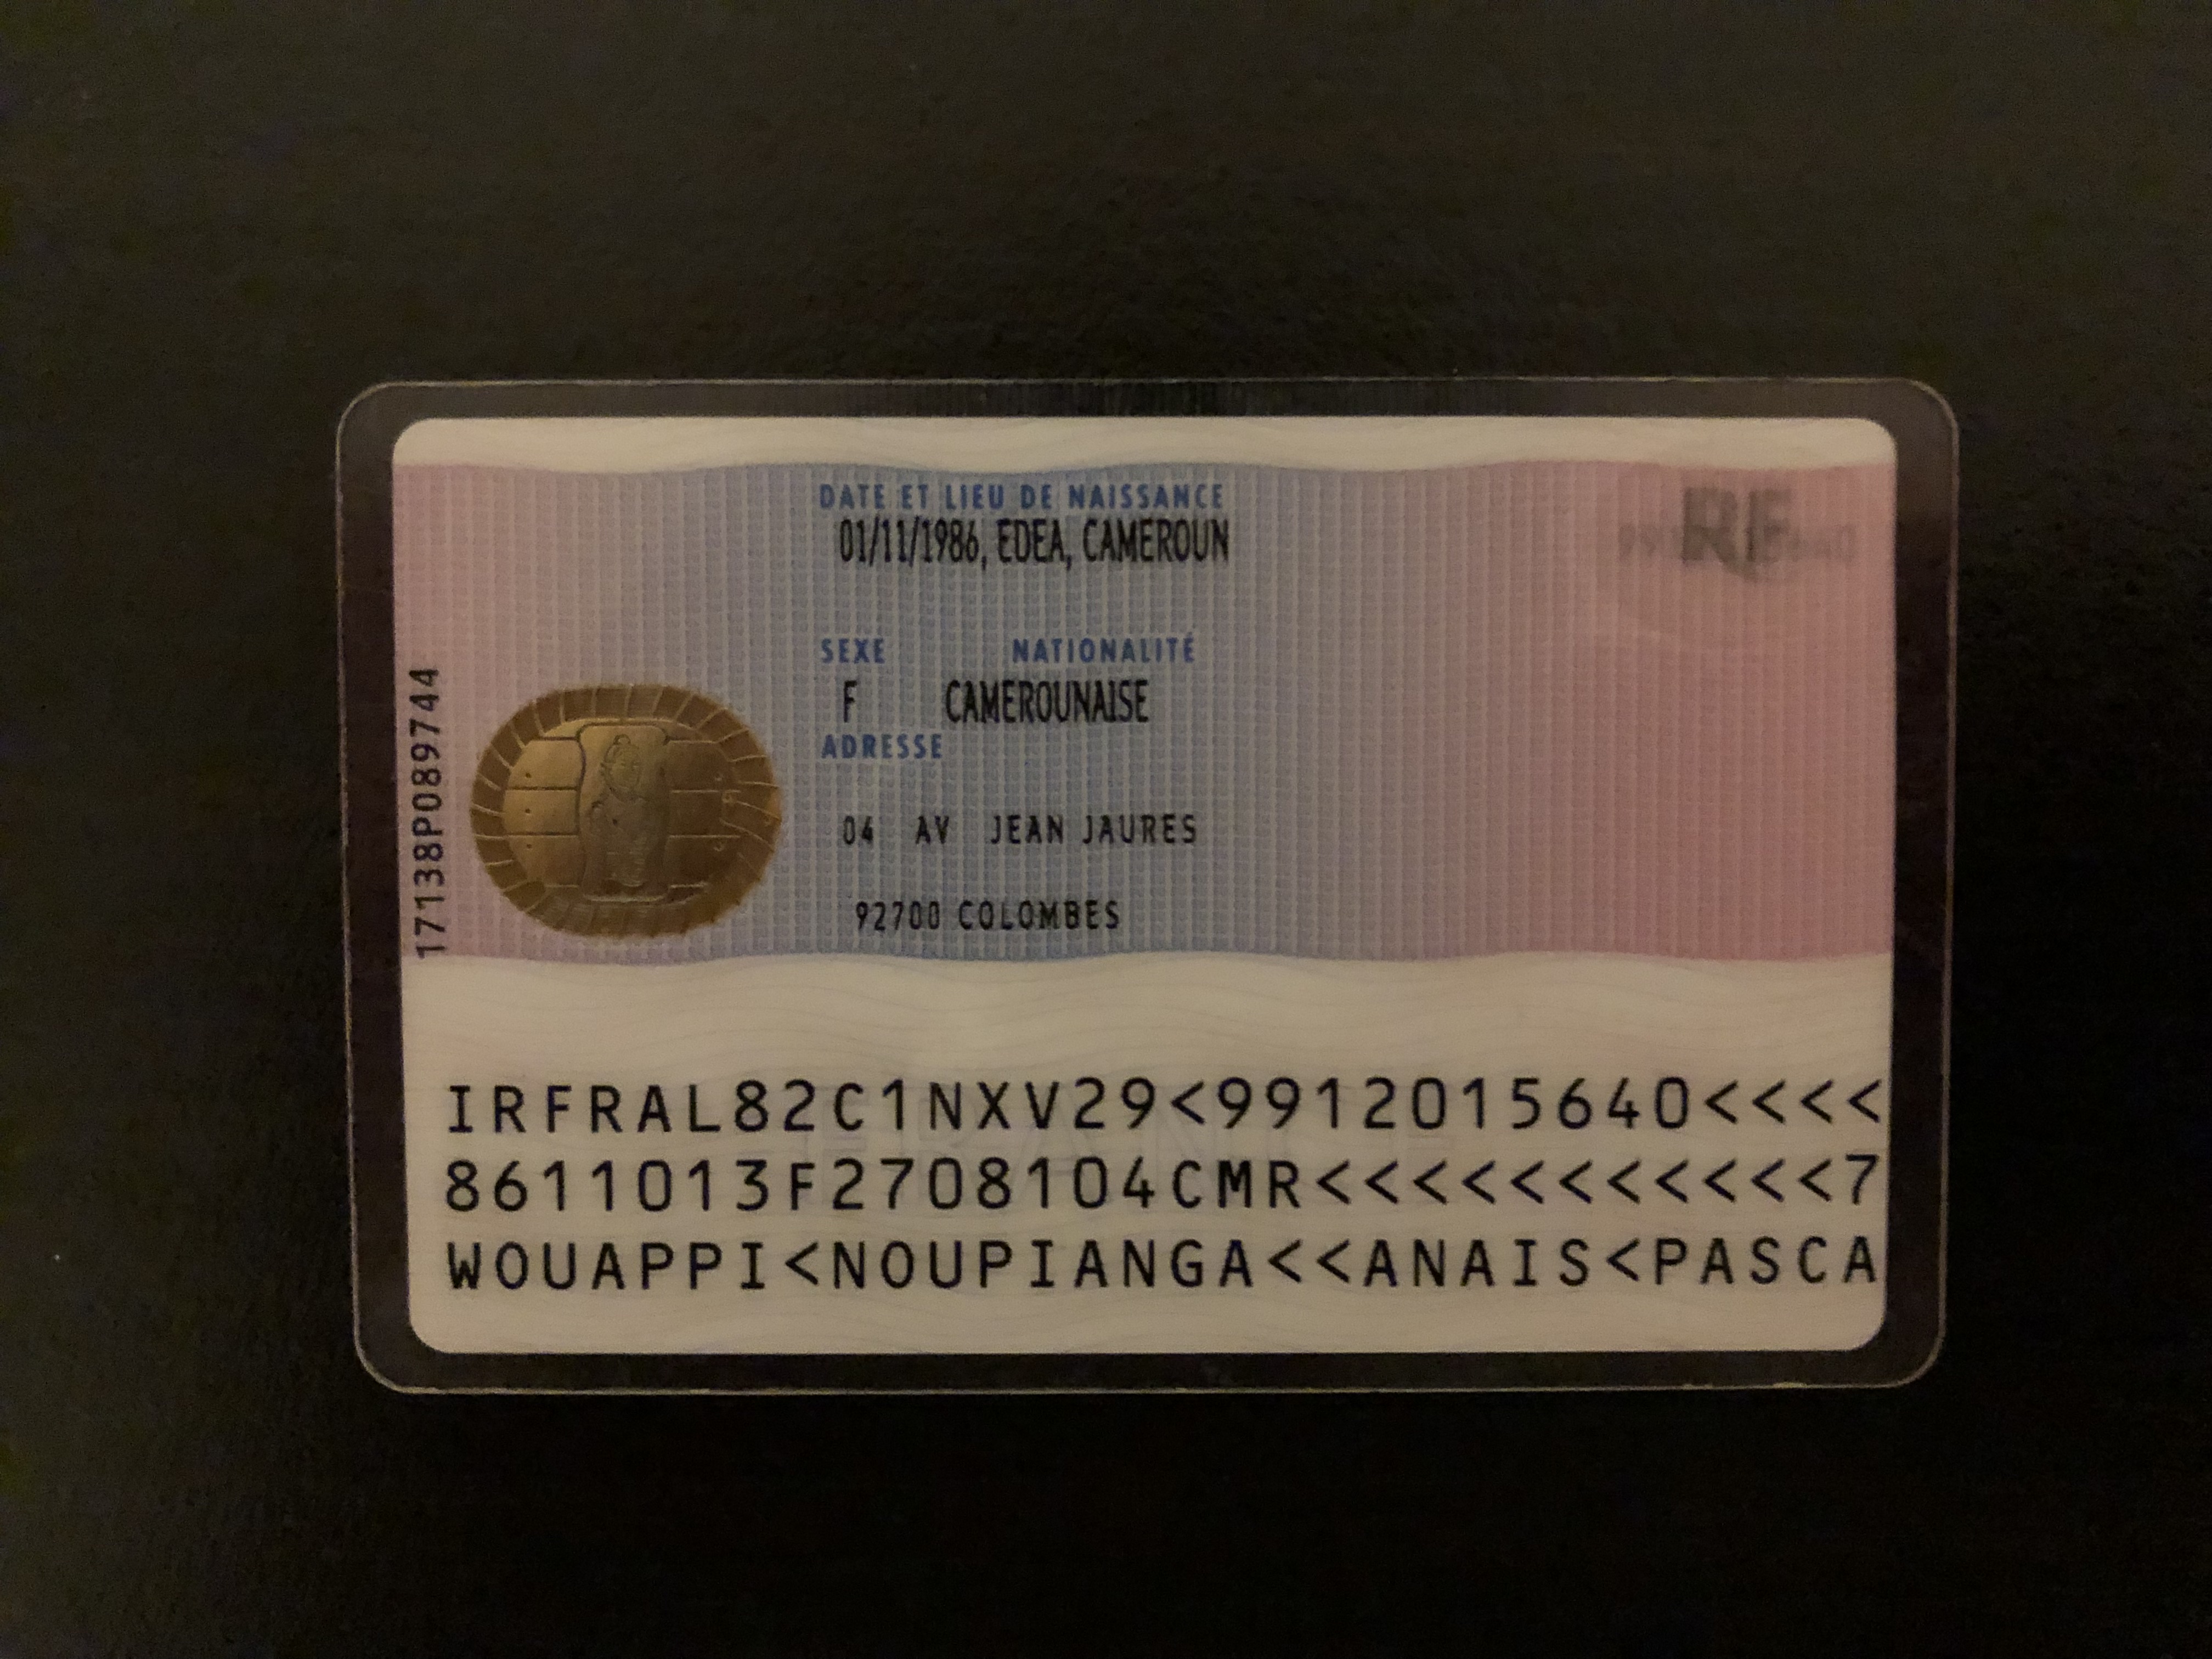 17138P089744
DATE ET LIEU DE NAISSANCE
01/11/1986, EDEA, CAMEROUN
SEXE NATIONALITÉ
F CAMEROUNAISE
ADRESSE
04 AV JEAN JAURES
92700 COLOMBES
RF
IRFRAL82C1NXV29<9912015640<<<<
8611013F2708104CMR<<<<<<<<<<<7
WOUAPPI<NOUPIANGA<<ANAIS<PASCA